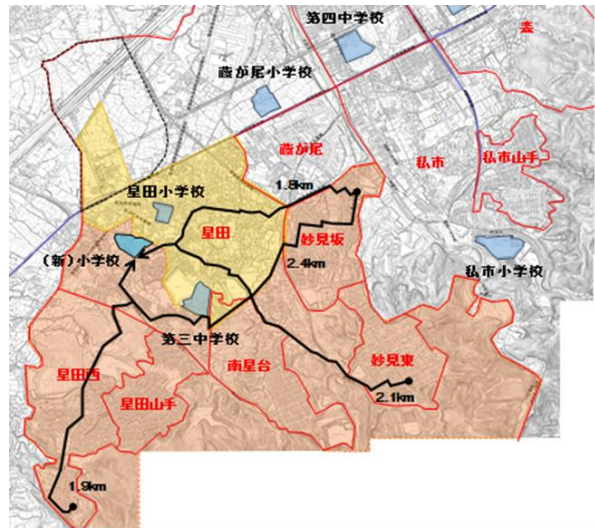 第四中学校
藤が尾小学校
藤が尾
私市
私市山手
1.8km
星田小学校
星田
妙見坂
(新)小学校
2.4km
私市小学校
第三中学校
南星台
妙見東
星田西
星田山手
2.1km
1.9km